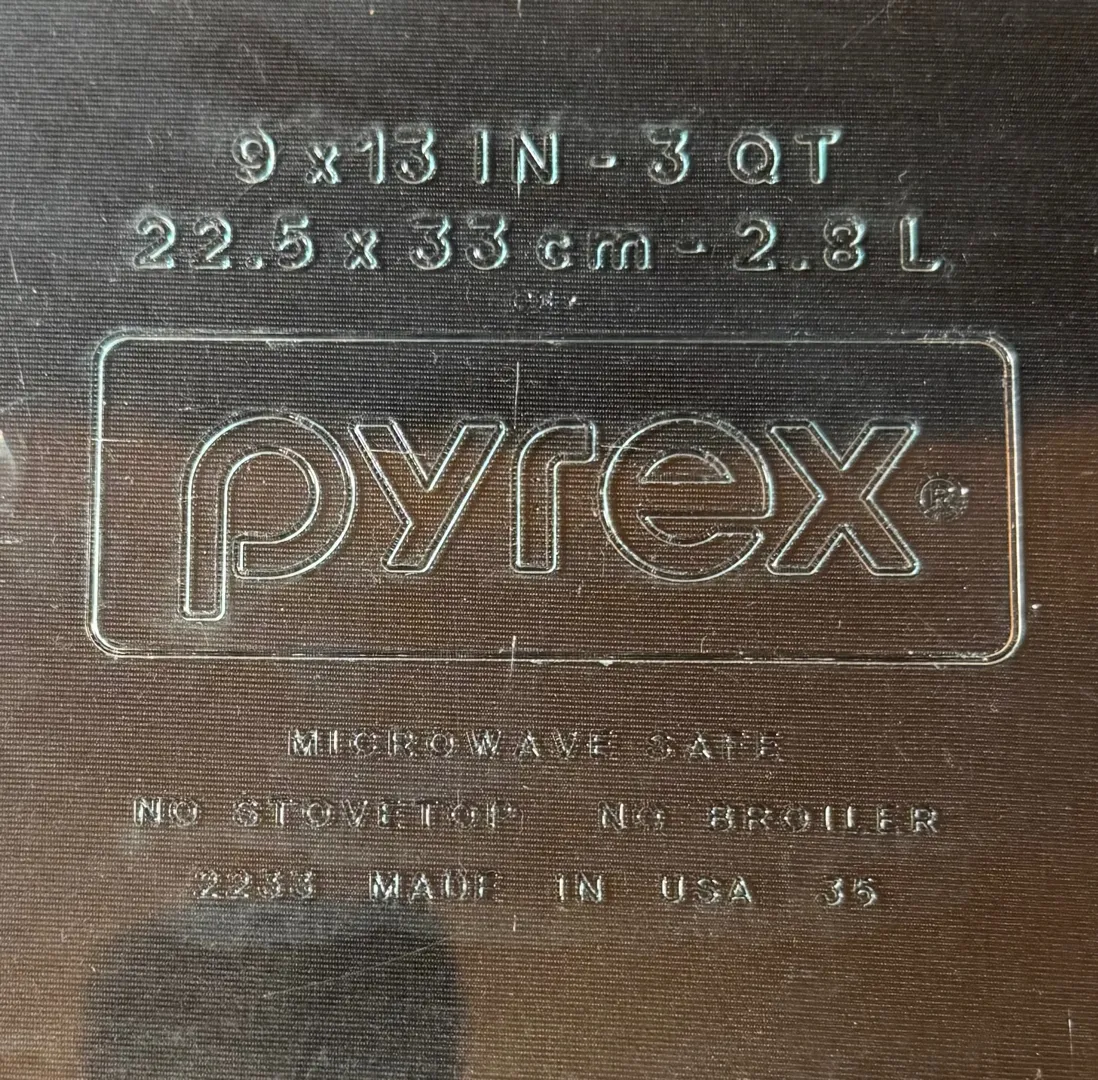 9 x 13 IN - 3 QT
22.5 x 33 cm - 2.8 L
pyrex®
MICROWAVE SAFE
NO STOVETOP NO BROILER
2233 MADE IN USA 35